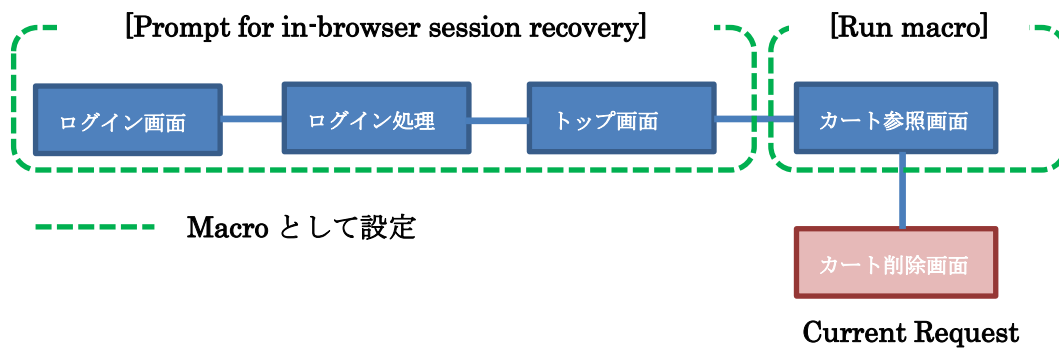 [Prompt for in-browser session recovery]
[Run macro]
ログイン画面
ログイン処理
トップ画面
カート参照画面
Macro として設定
カート削除画面
Current Request